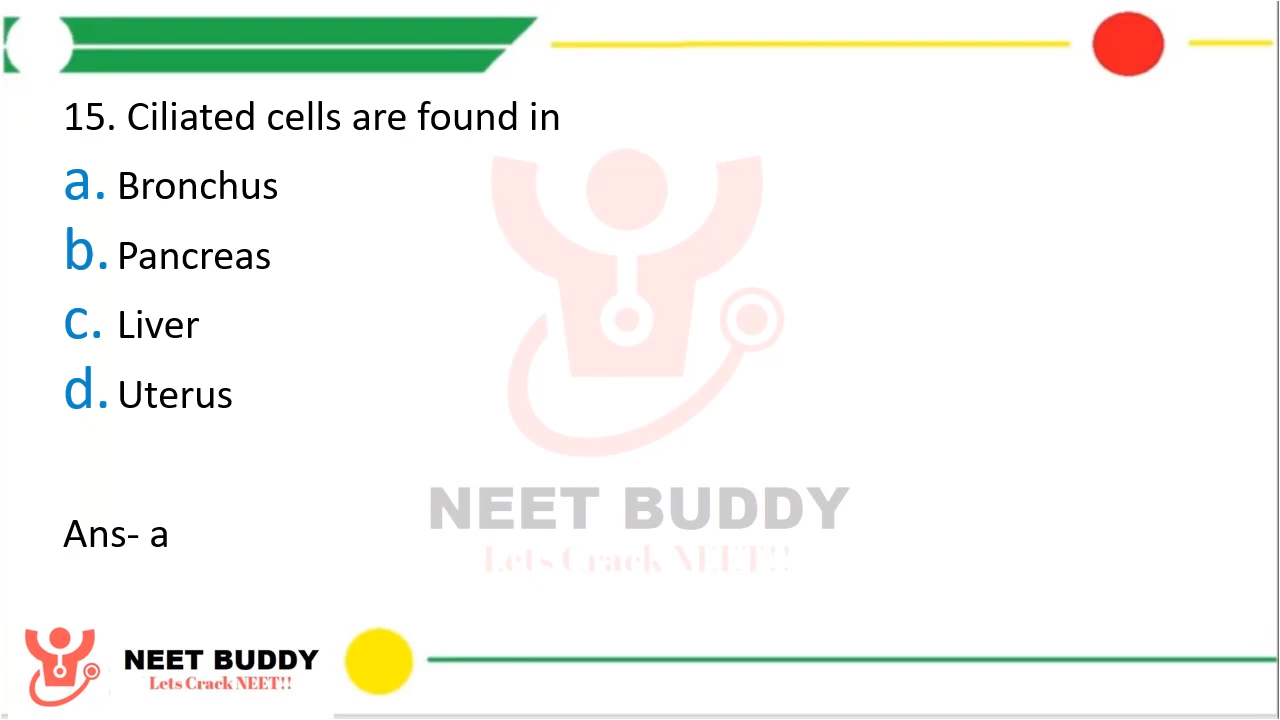 15. Ciliated cells are found in
a. Bronchus
b. Pancreas
c. Liver
d. Uterus
NEET BUDDY
Lets Crack NEET!!
Ans- a
NEET BUDDY
Lets Crack NEET!!